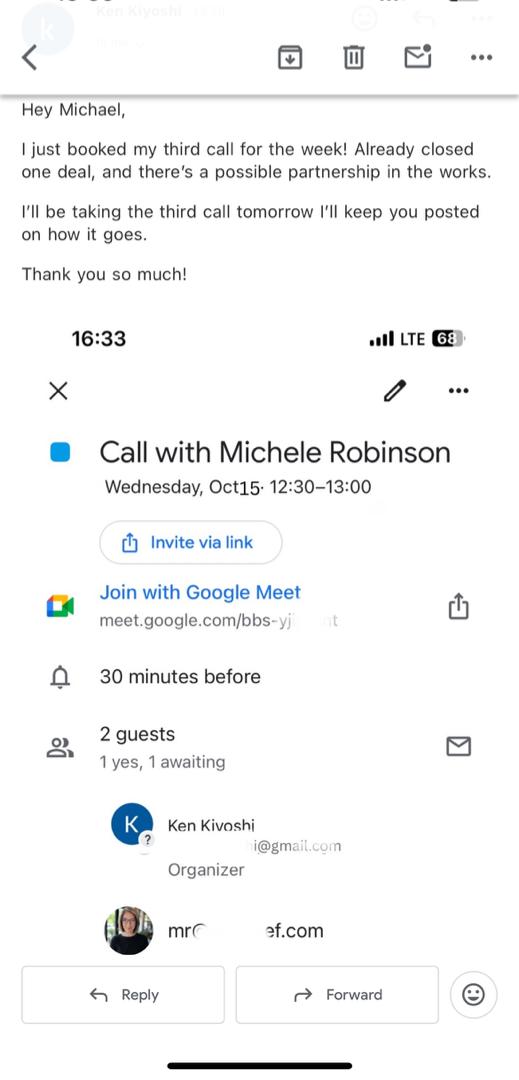 Ken Kiyoshi
Hey Michael,
I just booked my third call for the week! Already closed
one deal, and there's a possible partnership in the works.
I'll be taking the third call tomorrow I'll keep you posted
on how it goes.
Thank you so much!
16:33
LTE 68
Call with Michele Robinson
Wednesday, Oct15· 12:30–13:00
Invite via link
Join with Google Meet
meet.google.com/bbs-yj nt
30 minutes before
2 guests
1 yes, 1 awaiting
K
?
Ken Kiyoshi
i@gmail.com
Organizer
mr ef.com
Reply
Forward